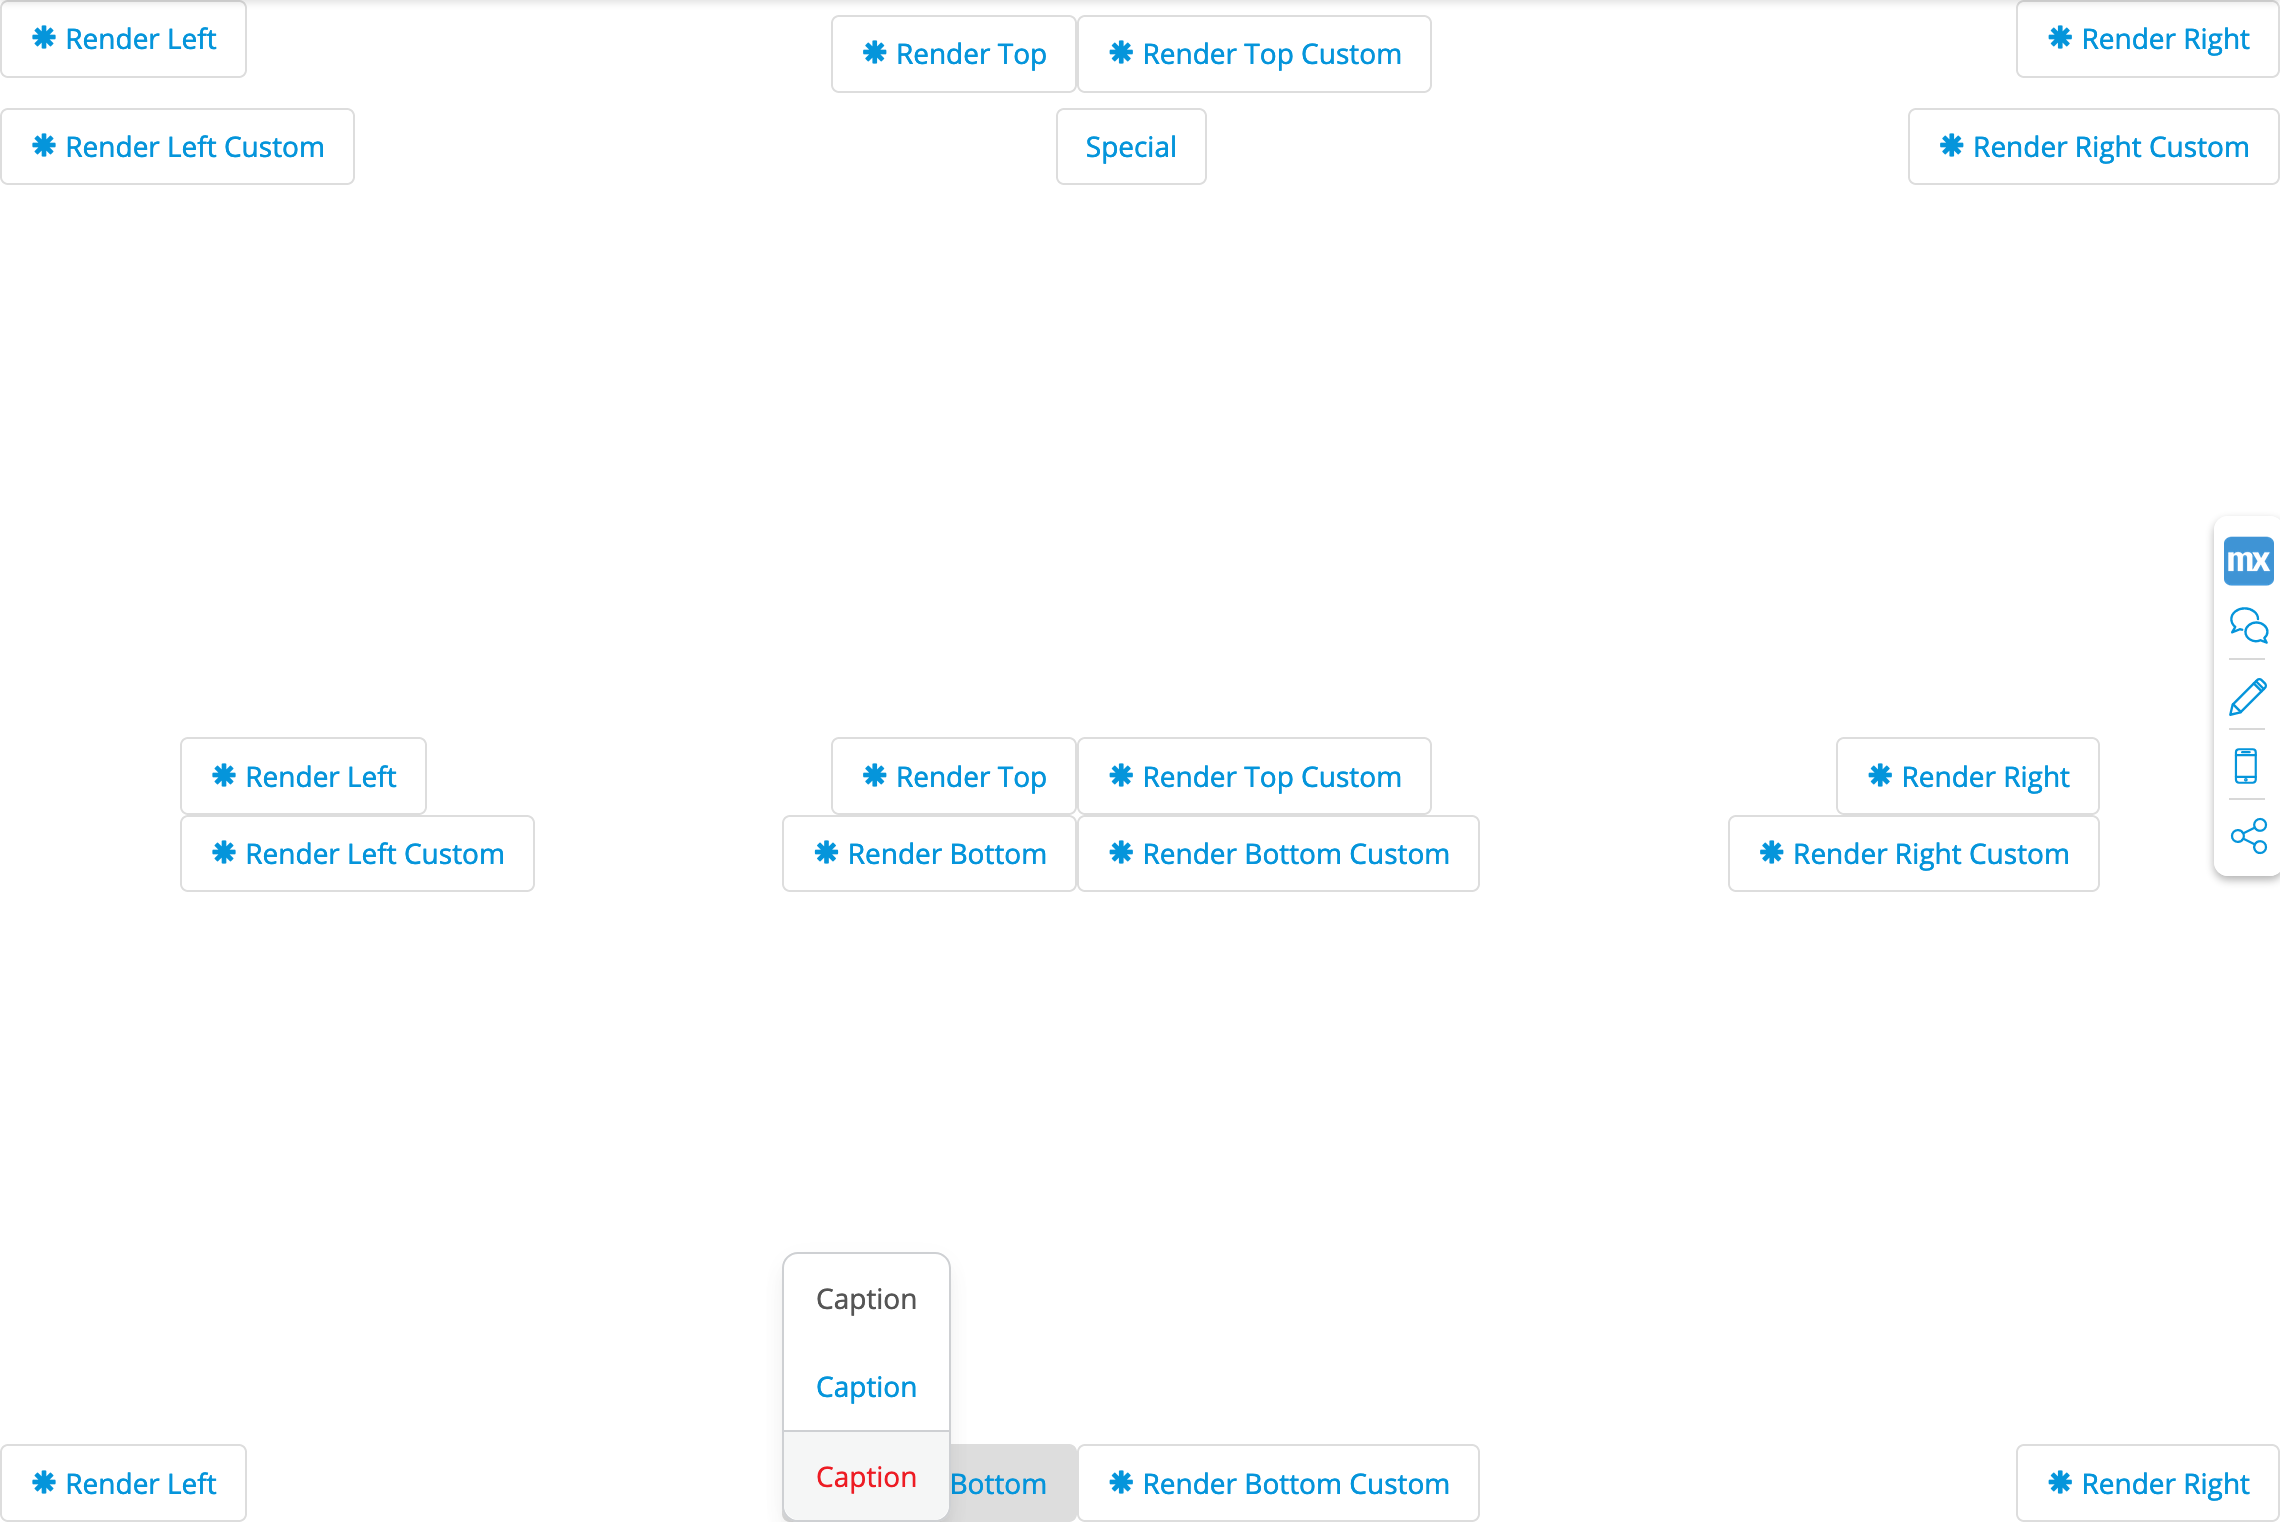 Render Left
Render Top
Render Top Custom
Render Right
Render Left Custom
Special
Render Right Custom
mx
Render Left
Render Top
Render Top Custom
Render Right
Render Left Custom
Render Bottom
Render Bottom Custom
Render Right Custom
Caption
Caption
Caption
Render Left
Bottom
Render Bottom Custom
Render Right